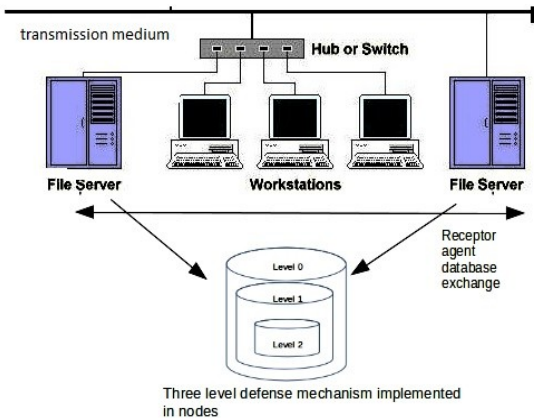 transmission medium
Hub or Switch
File Server
Workstations
File Server
Receptor
agent
database
exchange
Level 0
Level 1
Level 2
Three level defense mechanism implemented
in nodes